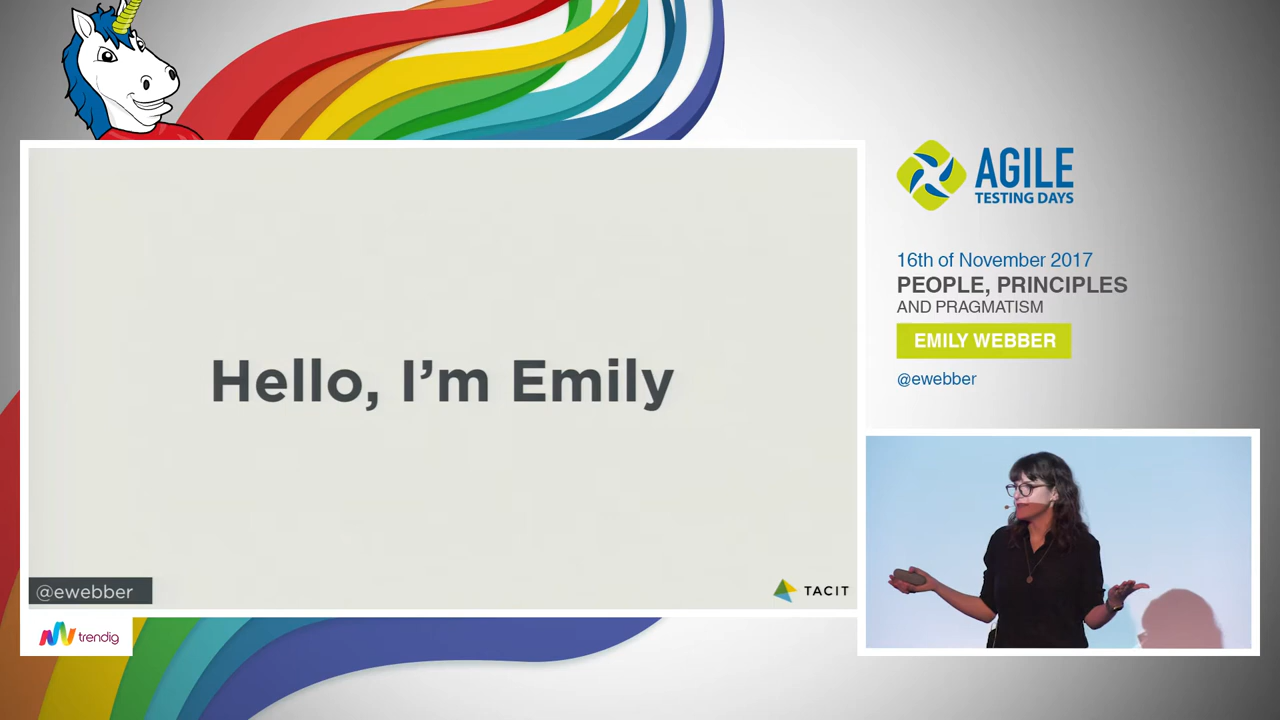 Hello, I'm Emily
@ewebber
TACIT
trendig
AGILE
TESTING DAYS
16th of November 2017
PEOPLE, PRINCIPLES
AND PRAGMATISM
EMILY WEBBER
@ewebber